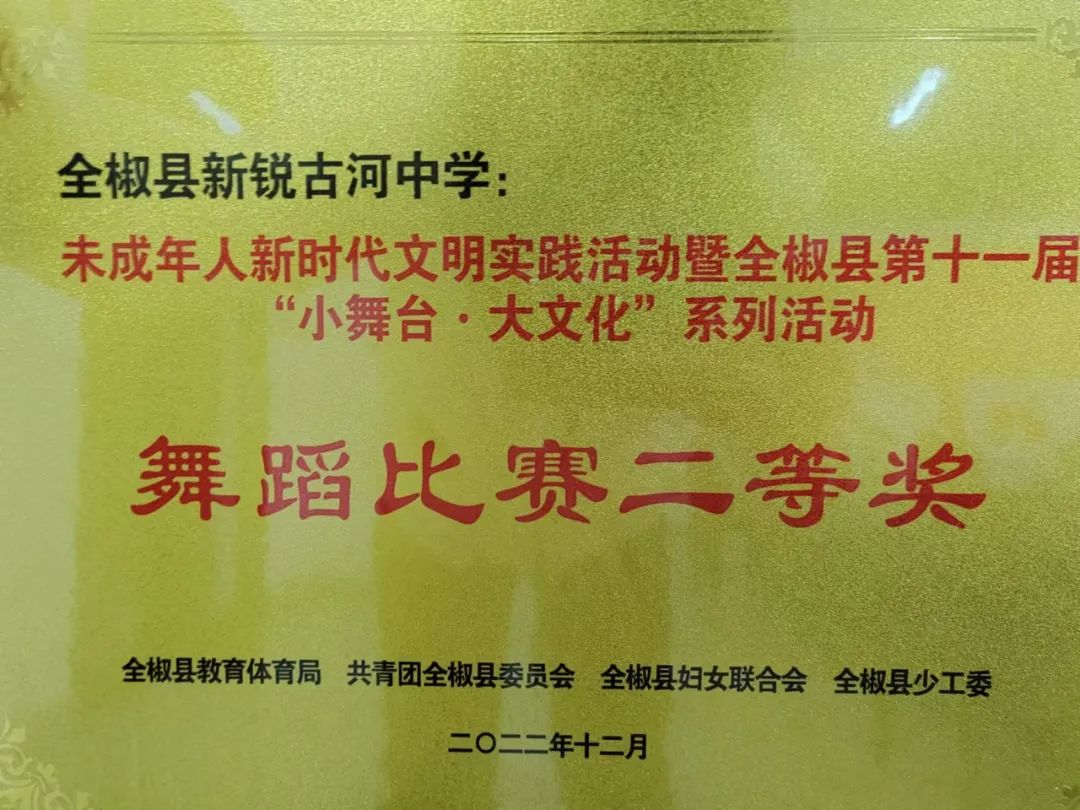 全椒县新锐古河中学：
未成年人新时代文明实践活动暨全椒县第十一届
“小舞台·大文化”系列活动
舞蹈比赛二等奖
全椒县教育体育局 共青团全椒县委员会 全椒县妇女联合会 全椒县少工委
二〇二二年十二月